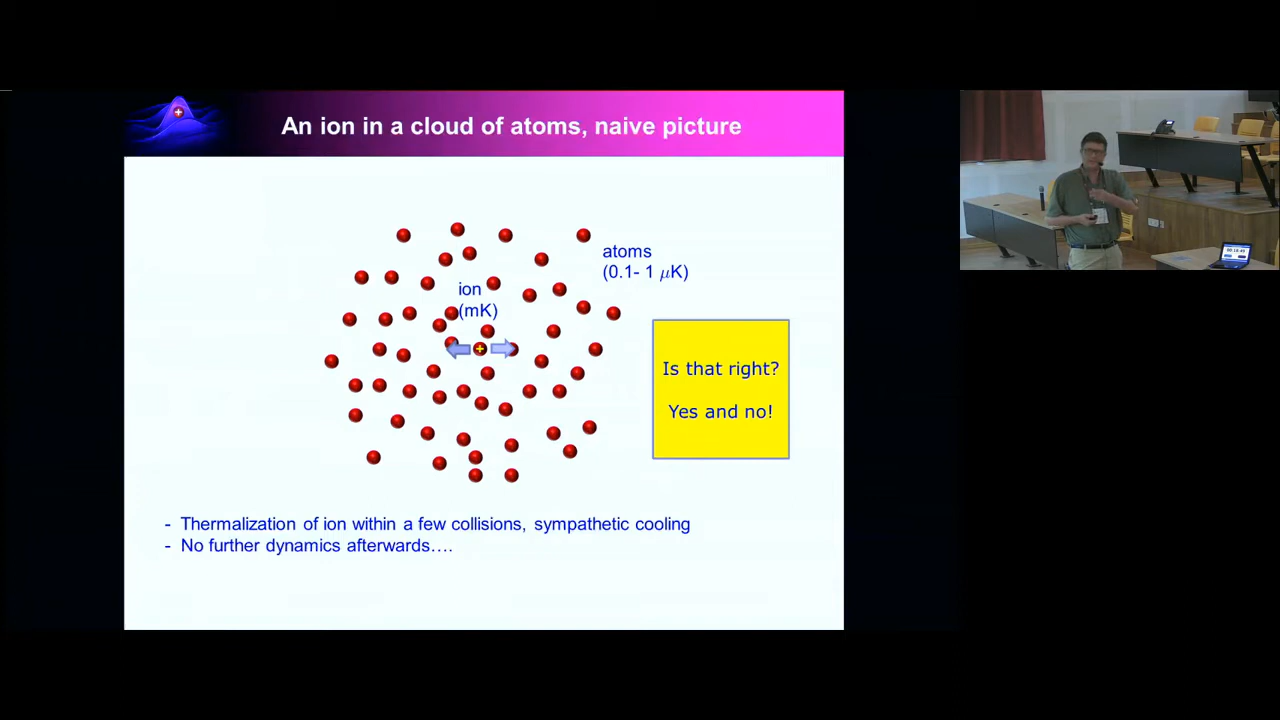 An ion in a cloud of atoms, naive picture
atoms
(0.1- 1 μK)
ion
(mK)
+
Is that right?
Yes and no!
- Thermalization of ion within a few collisions, sympathetic cooling
- No further dynamics afterwards….